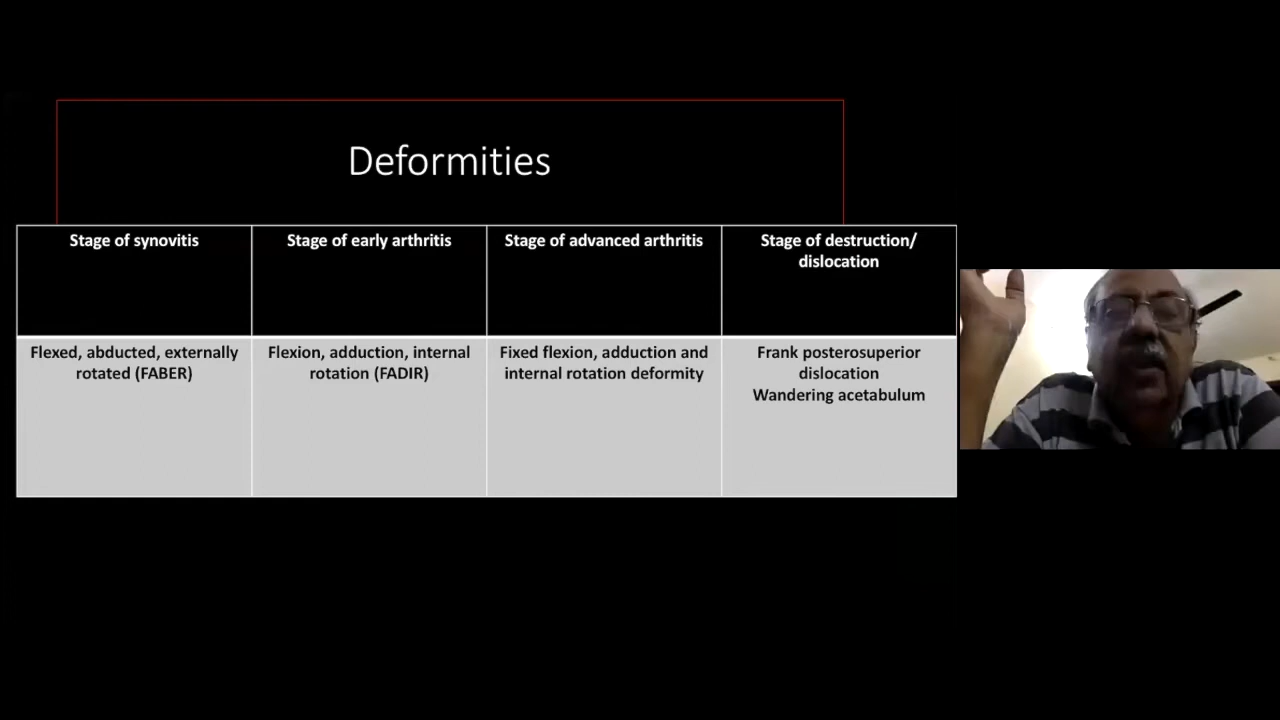 Deformities
Stage of synovitis
Stage of early arthritis
Stage of advanced arthritis
Stage of destruction/
dislocation
Flexed, abducted, externally
rotated (FABER)
Flexion, adduction, internal
rotation (FADIR)
Fixed flexion, adduction and
internal rotation deformity
Frank posterosuperior
dislocation
Wandering acetabulum